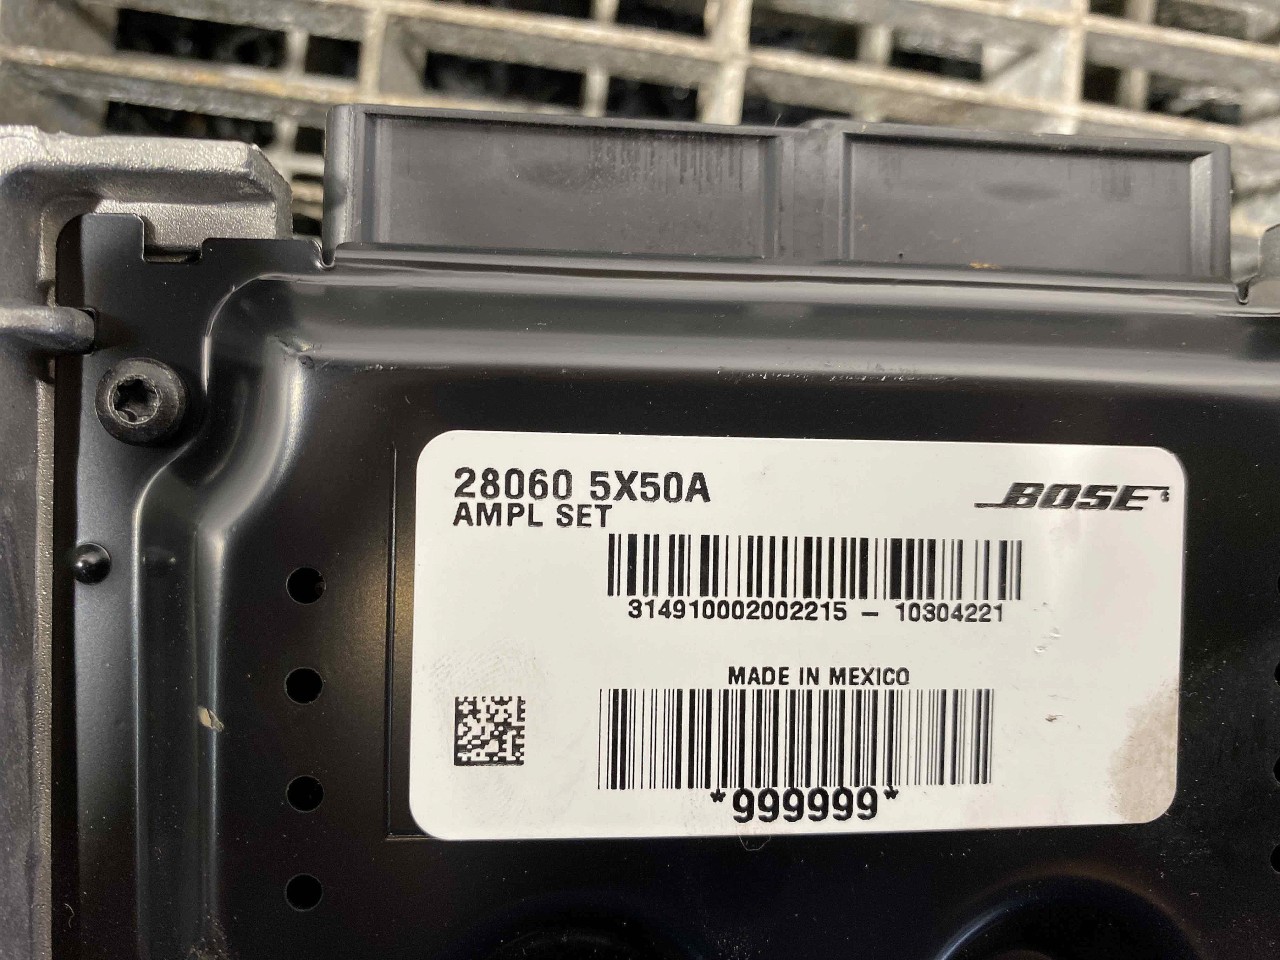 28060 5X50A
BOSE
AMPL SET
314910002002215 - 10304221
MADE IN MEXICO
*999999*